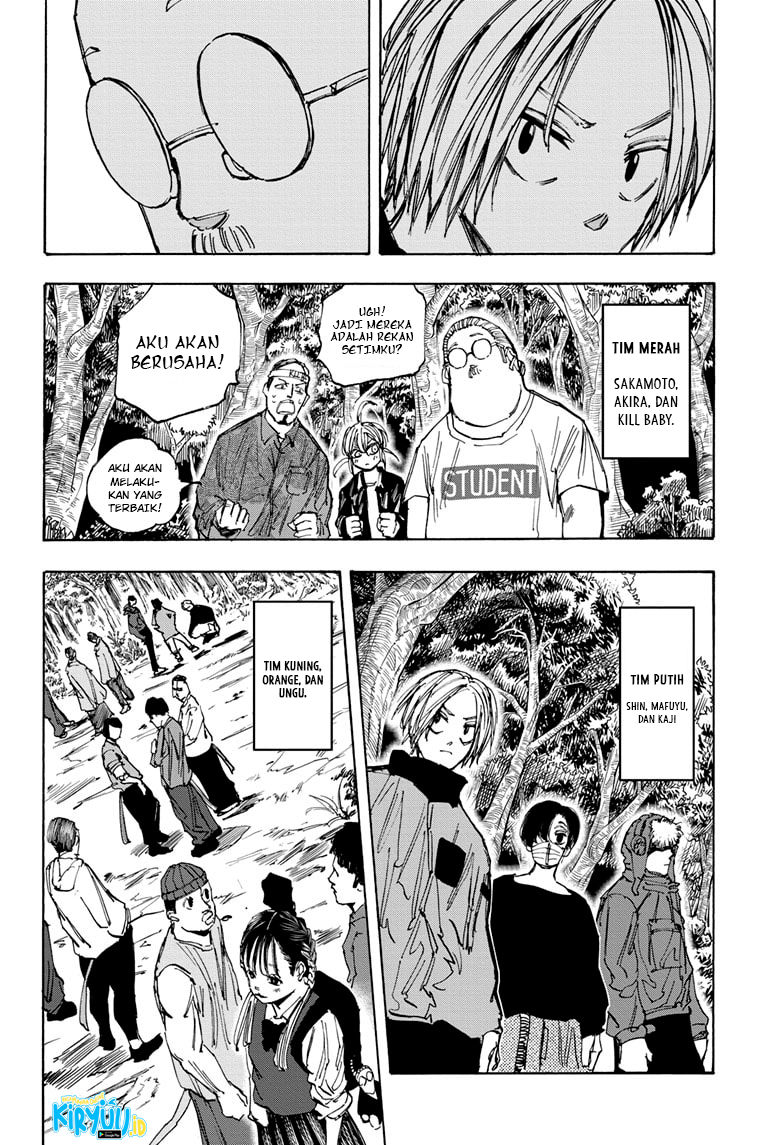 UGH!
JADI MEREKA
ADALAH REKAN
SETIMKU?
AKU AKAN
BERUSAHA!
AKU AKAN
MELAKU-
KAN YANG
TERBAIK!
TIM MERAH
SAKAMOTO,
AKIRA, DAN
KILL BABY.
STUDENT
TIM PUTIH
SHIN, MAFUYU,
DAN KAJI
TIM KUNING,
ORANGE, DAN
UNGU.
KIRYUU.ID